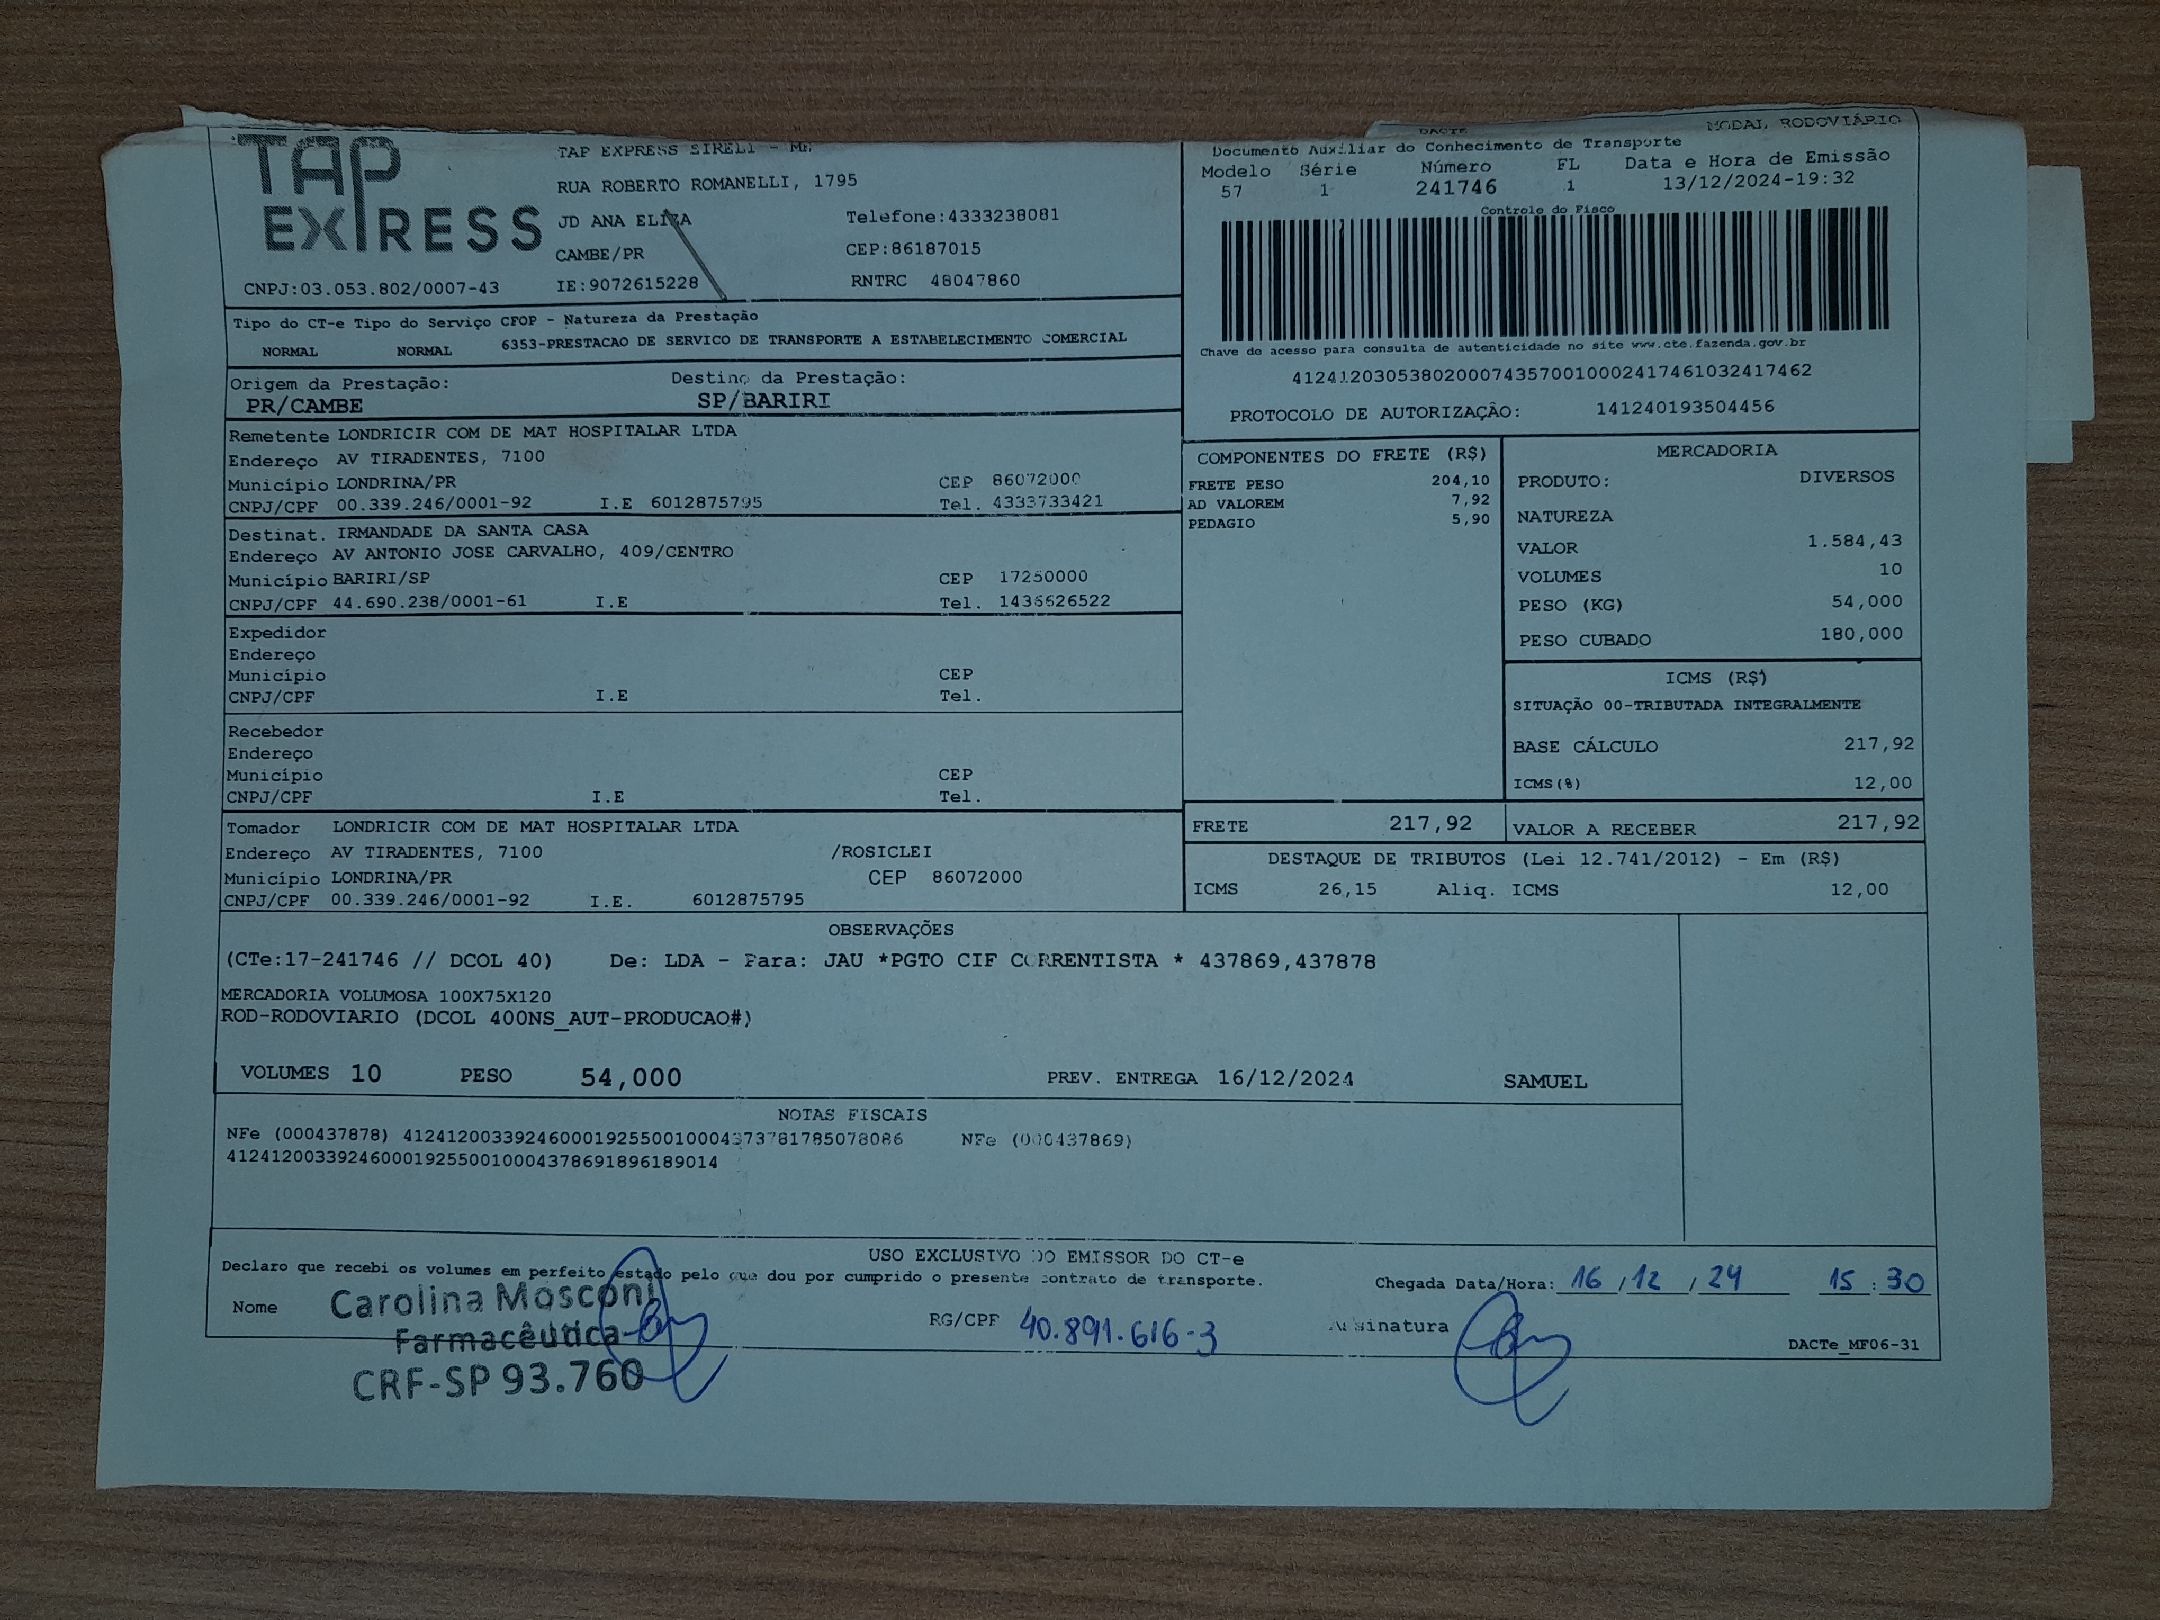 TAP
EXPRESS
CNPJ:03.053.802/0007-43
TAP EXPRESS EIRELI - ME
RUA ROBERTO ROMANELLI, 1795
JD ANA ELIZA
Telefone:4333238081
CAMBE/PR
CEP:86187015
IE:9072615228
RNTRC 48047860
DACTE
MODAL RODOVIÁRIO
Documento Auxiliar do Conhecimento de Transporte
Modelo Série Número FL Data e Hora de Emissão
57 1 241746 1 13/12/2024-19:32
Controle do Fisco
Chave de acesso para consulta de autenticidade no site www.cte.fazenda.gov.br
41241203053802000743570010002417461032417462
PROTOCOLO DE AUTORIZAÇÃO: 141240193504456
Tipo do CT-e Tipo do Serviço CFOP - Natureza da Prestação
NORMAL NORMAL 6353-PRESTACAO DE SERVICO DE TRANSPORTE A ESTABELECIMENTO COMERCIAL
Origem da Prestação: Destino da Prestação:
PR/CAMBE SP/BARIRI
Remetente LONDRICIR COM DE MAT HOSPITALAR LTDA
Endereço AV TIRADENTES, 7100
Município LONDRINA/PR CEP 86072000
CNPJ/CPF 00.339.246/0001-92 I.E 6012875795 Tel. 4333733421
Destinat. IRMANDADE DA SANTA CASA
Endereço AV ANTONIO JOSE CARVALHO, 409/CENTRO
Município BARIRI/SP CEP 17250000
CNPJ/CPF 44.690.238/0001-61 I.E Tel. 1436626522
Expedidor
Endereço
Município CEP
CNPJ/CPF I.E Tel.
Recebedor
Endereço
Município CEP
CNPJ/CPF I.E Tel.
Tomador LONDRICIR COM DE MAT HOSPITALAR LTDA
Endereço AV TIRADENTES, 7100 /ROSICLEI
Município LONDRINA/PR CEP 86072000
CNPJ/CPF 00.339.246/0001-92 I.E. 6012875795
COMPONENTES DO FRETE (R$)
FRETE PESO 204,10
AD VALOREM 7,92
PEDAGIO 5,90
MERCADORIA
PRODUTO: DIVERSOS
NATUREZA
VALOR 1.584,43
VOLUMES 10
PESO (KG) 54,000
PESO CUBADO 180,000
ICMS (R$)
SITUAÇÃO 00-TRIBUTADA INTEGRALMENTE
BASE CÁLCULO 217,92
ICMS(%) 12,00
FRETE 217,92 VALOR A RECEBER 217,92
DESTAQUE DE TRIBUTOS (Lei 12.741/2012) - Em (R$)
ICMS 26,15 Aliq. ICMS 12,00
OBSERVAÇÕES
(CTe:17-241746 // DCOL 40) De: LDA - Para: JAU *PGTO CIF CORRENTISTA * 437869,437878
MERCADORIA VOLUMOSA 100X75X120
ROD-RODOVIARIO (DCOL 400NS_AUT-PRODUCAO#)
VOLUMES 10 PESO 54,000 PREV. ENTREGA 16/12/2024 SAMUEL
NOTAS FISCAIS
NFe (000437878) 41241200339246000192550010004373781785078086 NFe (000437869)
41241200339246000192550010004378691896189014
USO EXCLUSIVO DO EMISSOR DO CT-e
Declaro que recebi os volumes em perfeito estado pelo que dou por cumprido o presente contrato de transporte.
Chegada Data/Hora: 16 / 12 / 24 15 : 30
Nome Carolina Mosconi
Farmacêutica
CRF-SP 93.760
RG/CPF 40.891.616-3
Assinatura
DACTe_MF06-31